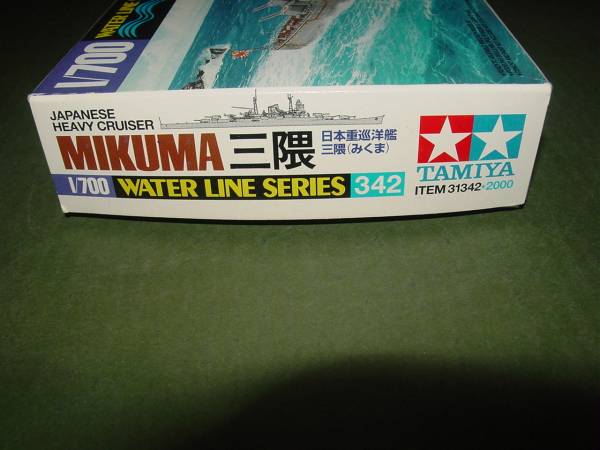 1/700 WATER LINE
JAPANESE
HEAVY CRUISER
MIKUMA 三隈
日本重巡洋艦
三隈(みくま)
1/700 WATER LINE SERIES 342
TAMIYA
ITEM 31342•2000